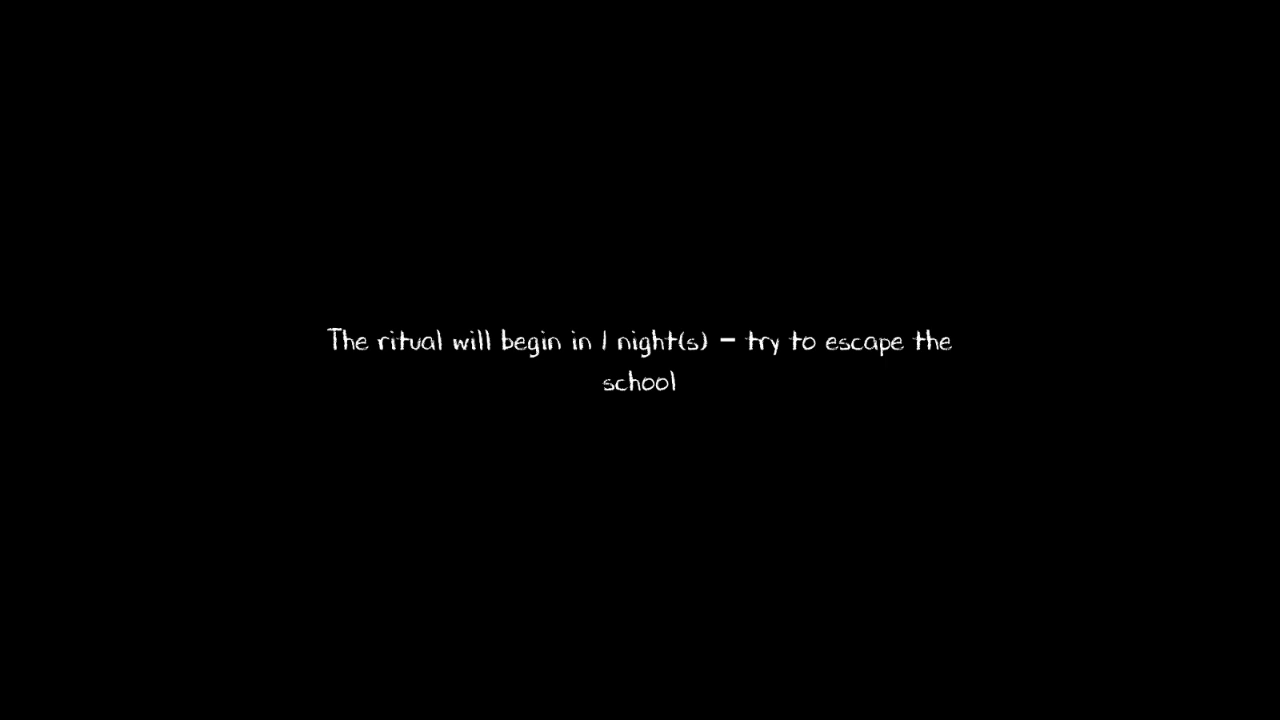 The ritual will begin in 1 night(s) - try to escape the
school